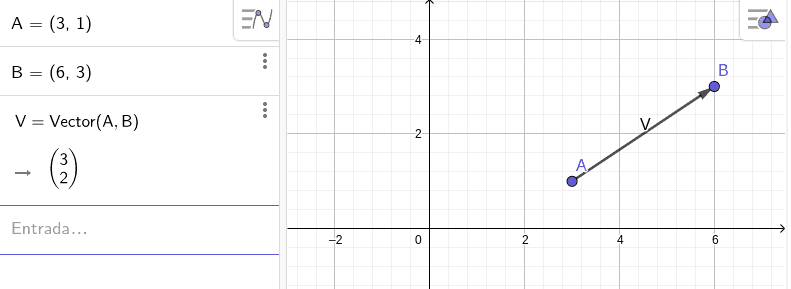 A = (3, 1)
B = (6, 3)
V = Vector(A, B)
→ (3
2)
Entrada...
4
2
0
−2
2
4
6
A
B
V